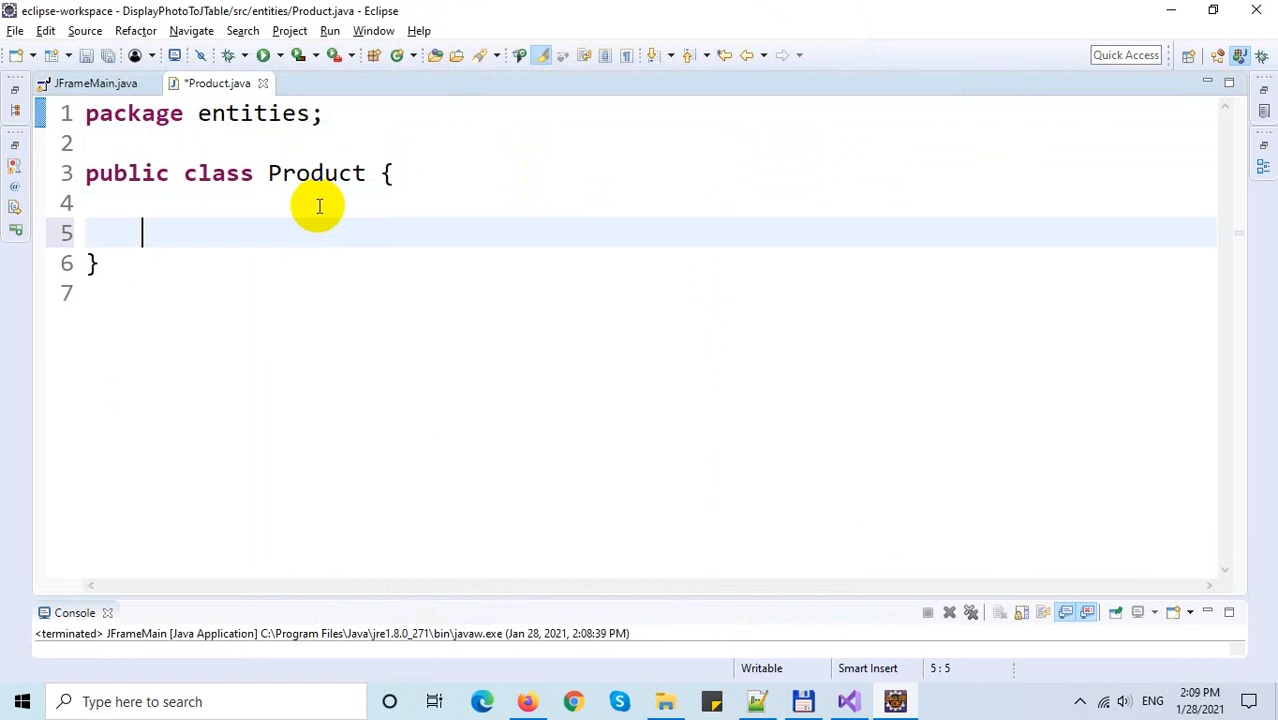 eclipse-workspace - DisplayPhotoToJTable/src/entities/Product.java - Eclipse
File Edit Source Refactor Navigate Search Project Run Window Help
Quick Access
JFrameMain.java *Product.java
1 package entities;
2
3 public class Product {
4
5
6 }
7
Console
<terminated> JFrameMain [Java Application] C:\Program Files\Java\jre1.8.0_271\bin\javaw.exe (Jan 28, 2021, 2:08:39 PM)
Writable Smart Insert 5 : 5
Type here to search
ENG
2:09 PM
1/28/2021